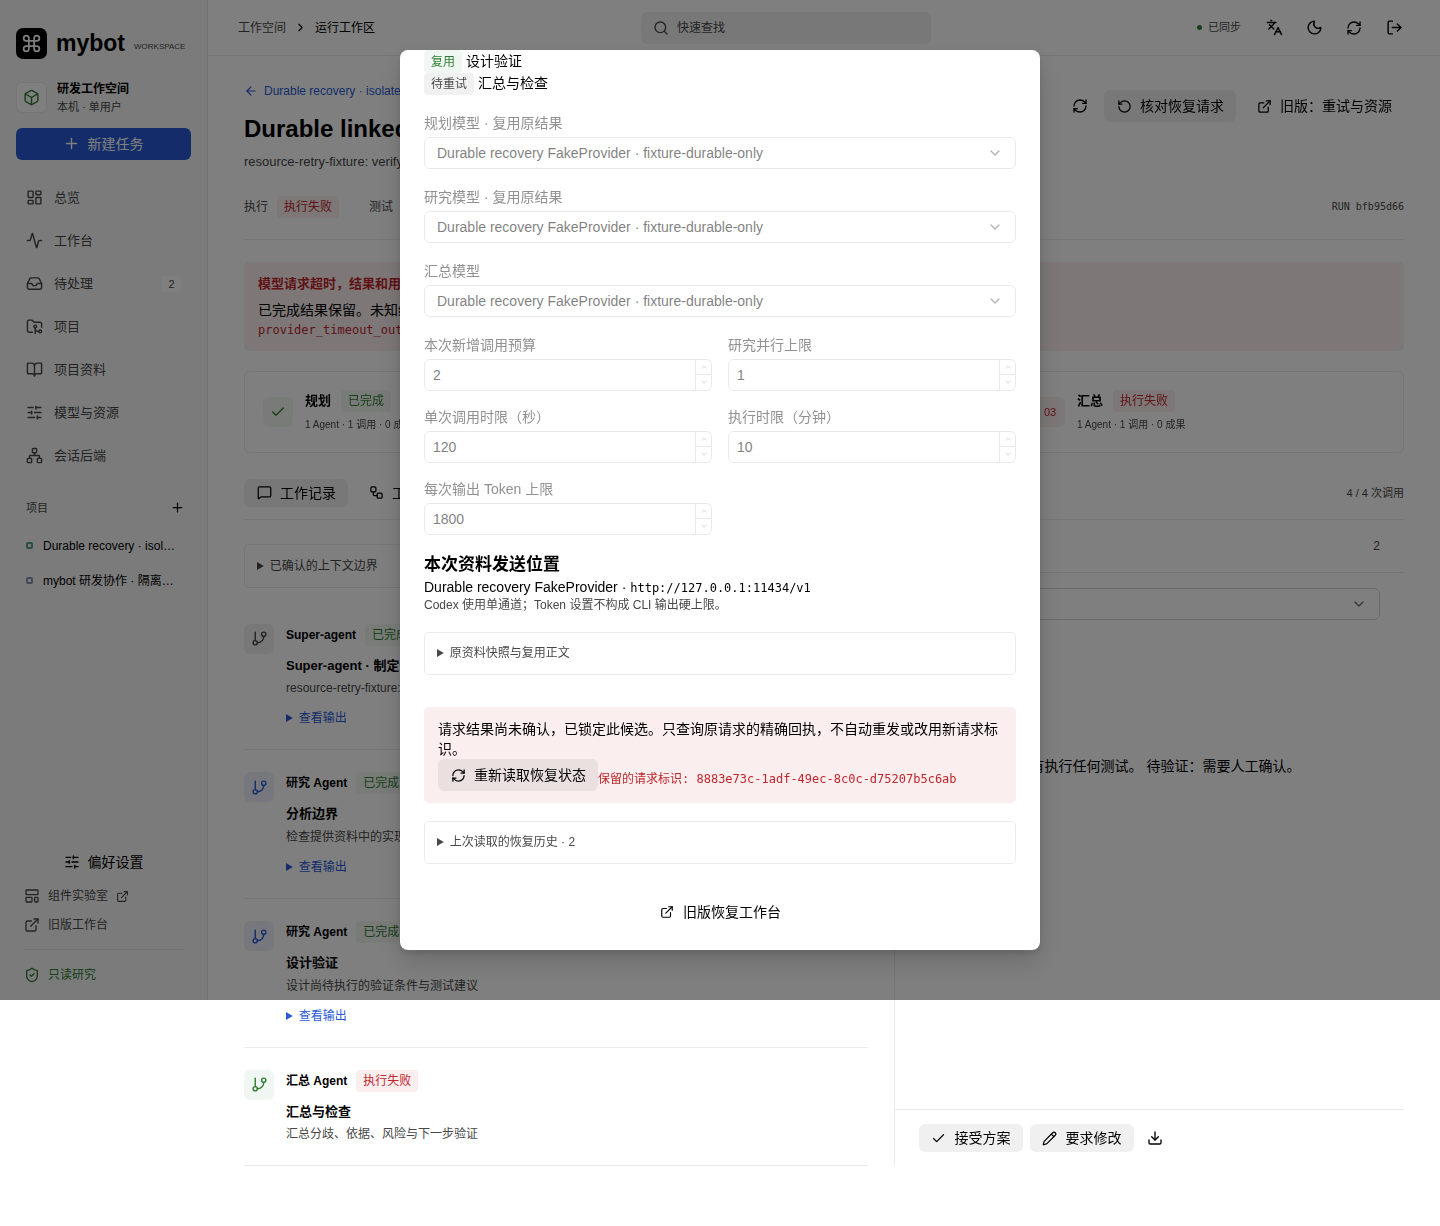 mybot WORKSPACE
研发工作空间
本机 · 单用户
新建任务
总览
工作台
待处理 2
项目
项目资料
模型与资源
会话后端
项目
Durable recovery · isol…
mybot 研发协作 · 隔离…
偏好设置
组件实验室
旧版工作台
只读研究
工作空间 > 运行工作区
快速查找
已同步
Durable recovery · isolate
Durable linked
resource-retry-fixture: verify
核对恢复请求
旧版：重试与资源
执行 执行失败 测试
RUN bfb95d66
模型请求超时，结果和用
已完成结果保留。未知
provider_timeout_out
规划 已完成
1 Agent · 1 调用 · 0
03 汇总 执行失败
1 Agent · 1 调用 · 0 成果
工作记录
4 / 4 次调用
已确认的上下文边界
2
Super-agent
Super-agent · 制定
resource-retry-fixture:
查看输出
研究 Agent 已完成
分析边界
检查提供资料中的实现
查看输出
研究 Agent 已完成
设计验证
设计尚待执行的验证条件与测试建议
查看输出
汇总 Agent 执行失败
汇总与检查
汇总分歧、依据、风险与下一步验证
执行任何测试。 待验证：需要人工确认。
接受方案
要求修改
复用 设计验证
待重试 汇总与检查
规划模型 · 复用原结果
Durable recovery FakeProvider · fixture-durable-only
研究模型 · 复用原结果
Durable recovery FakeProvider · fixture-durable-only
汇总模型
Durable recovery FakeProvider · fixture-durable-only
本次新增调用预算 研究并行上限
2 1
单次调用时限（秒） 执行时限（分钟）
120 10
每次输出 Token 上限
1800
本次资料发送位置
Durable recovery FakeProvider · http://127.0.0.1:11434/v1
Codex 使用单通道；Token 设置不构成 CLI 输出硬上限。
原资料快照与复用正文
请求结果尚未确认，已锁定此候选。只查询原请求的精确回执，不自动重发或改用新请求标
识。
重新读取恢复状态 保留的请求标识: 8883e73c-1adf-49ec-8c0c-d75207b5c6ab
上次读取的恢复历史 · 2
旧版恢复工作台